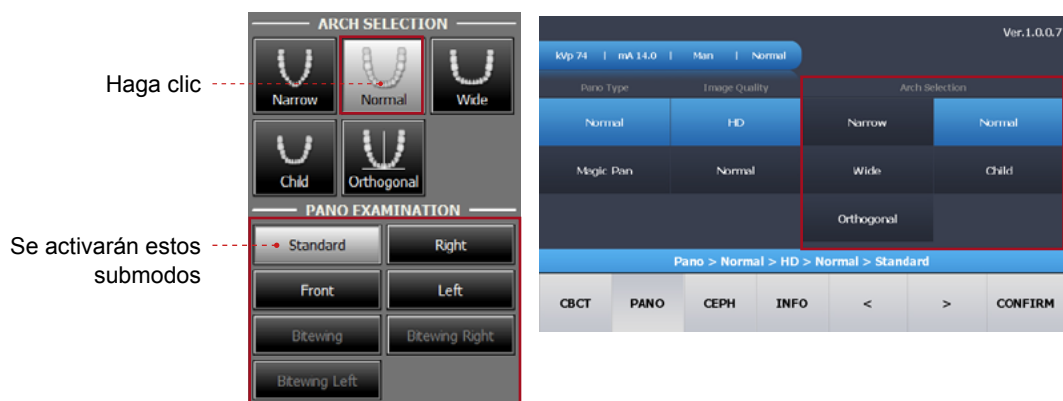 Haga clic
Se activarán estos
submodos
ARCH SELECTION
Narrow
Normal
Wide
Child
Orthogonal
PANO EXAMINATION
Standard
Right
Front
Left
Bitewing
Bitewing Right
Bitewing Left
Ver.1.0.0.7
kVp 74 | mA 14.0 | Man | Normal
Pano Type
Image Quality
Arch Selection
Normal
HD
Narrow
Normal
Magic Pan
Normal
Wide
Child
Orthogonal
Pano > Normal > HD > Normal > Standard
CBCT
PANO
CEPH
INFO
<
>
CONFIRM